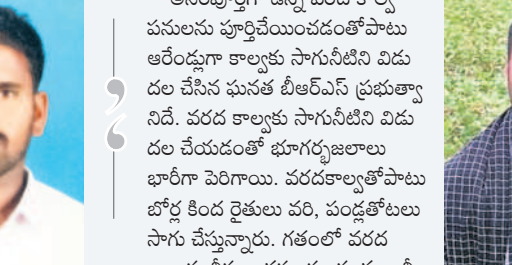 పనులను పూర్తిచేయించడంతోపాటు
ఆరేండ్లుగా కాల్వకు సాగునీటిని విడు
దల చేసిన ఘనత బీఆర్ఎస్ ప్రభుత్వా
నిదే. వరద కాల్వకు సాగునీటిని విడు
దల చేయడంతో భూగర్భజలాలు
భారీగా పెరిగాయి. వరదకాల్వతోపాటు
బోర్ల కింద రైతులు వరి, పండ్లతోటలు
సాగు చేస్తున్నారు. గతంలో వరద